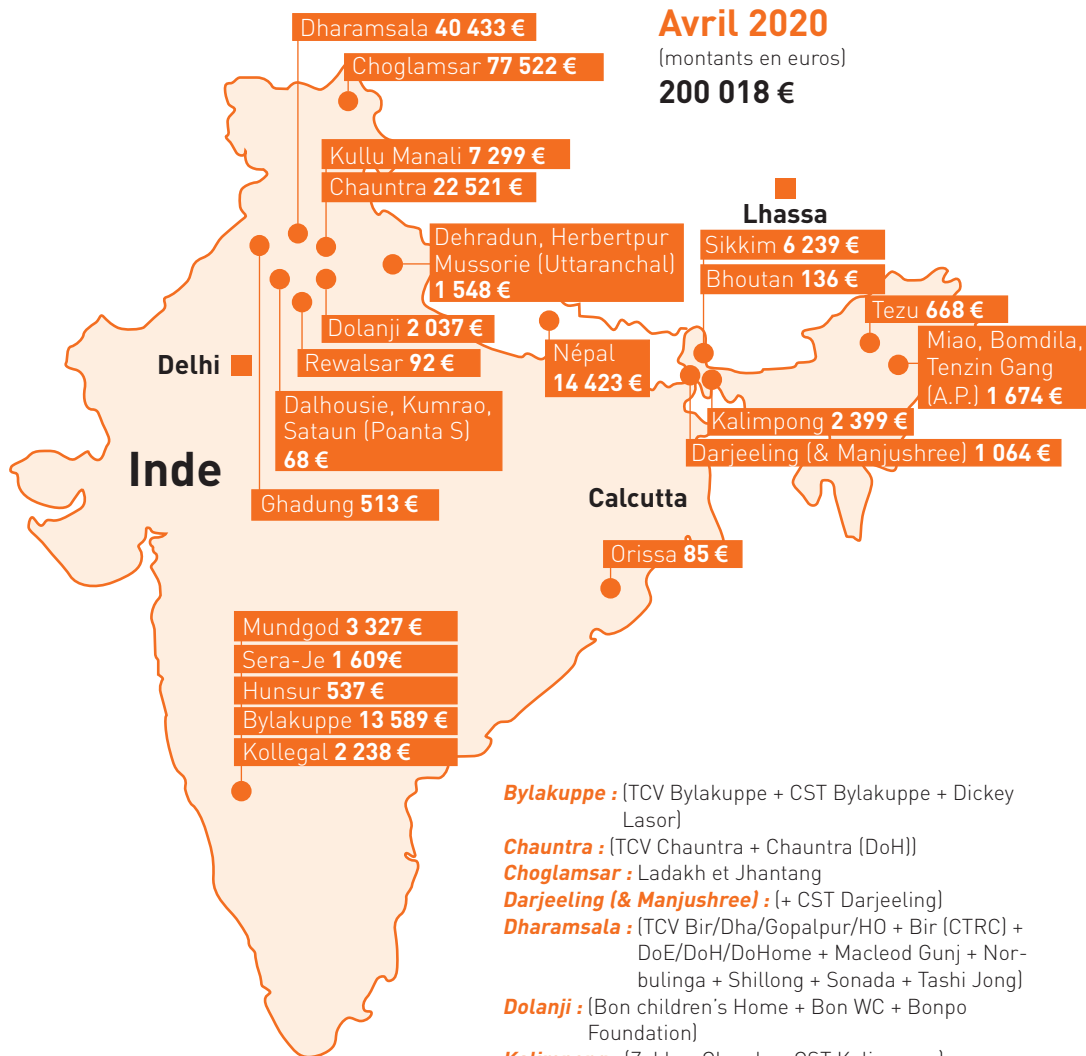 Avril 2020
(montants en euros)
200 018 €
Dharamsala 40 433 €
Choglamsar 77 522 €
Kullu Manali 7 299 €
Chauntra 22 521 €
Lhassa
Dehradun, Herbertpur
Mussorie (Uttaranchal)
1 548 €
Sikkim 6 239 €
Bhoutan 136 €
Tezu 668 €
Dolanji 2 037 €
Rewalsar 92 €
Delhi
Népal
14 423 €
Miao, Bomdila,
Tenzin Gang
(A.P.) 1 674 €
Dalhousie, Kumrao,
Sataun (Poanta S)
68 €
Kalimpong 2 399 €
Darjeeling (& Manjushree) 1 064 €
Inde
Ghadung 513 €
Calcutta
Orissa 85 €
Mundgod 3 327 €
Sera-Je 1 609€
Hunsur 537 €
Bylakuppe 13 589 €
Kollegal 2 238 €
Bylakuppe : (TCV Bylakuppe + CST Bylakuppe + Dickey
Lasor)
Chauntra : (TCV Chauntra + Chauntra (DoH))
Choglamsar : Ladakh et Jhantang
Darjeeling (& Manjushree) : (+ CST Darjeeling)
Dharamsala : (TCV Bir/Dha/Gopalpur/HO + Bir (CTRC) +
DoE/DoH/DoHome + Macleod Gunj + Nor-
bulinga + Shillong + Sonada + Tashi Jong)
Dolanji : (Bon children's Home + Bon WC + Bonpo
Foundation)